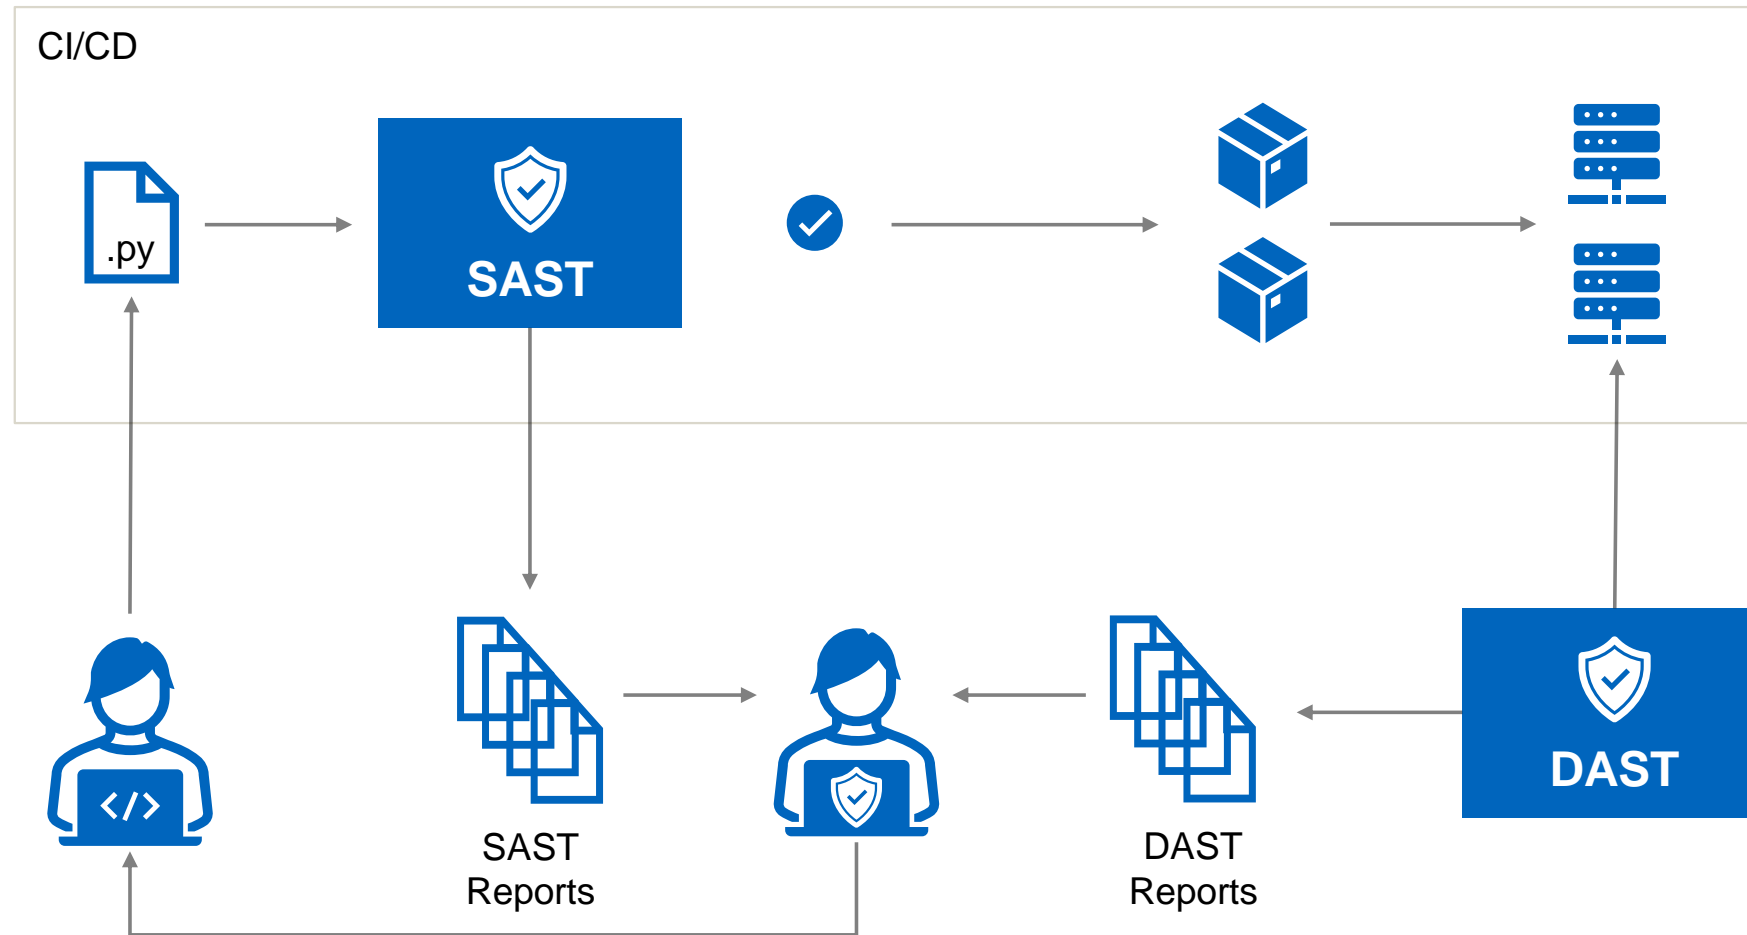 CI/CD
.py
SAST
</>
SAST
Reports
DAST
Reports
DAST